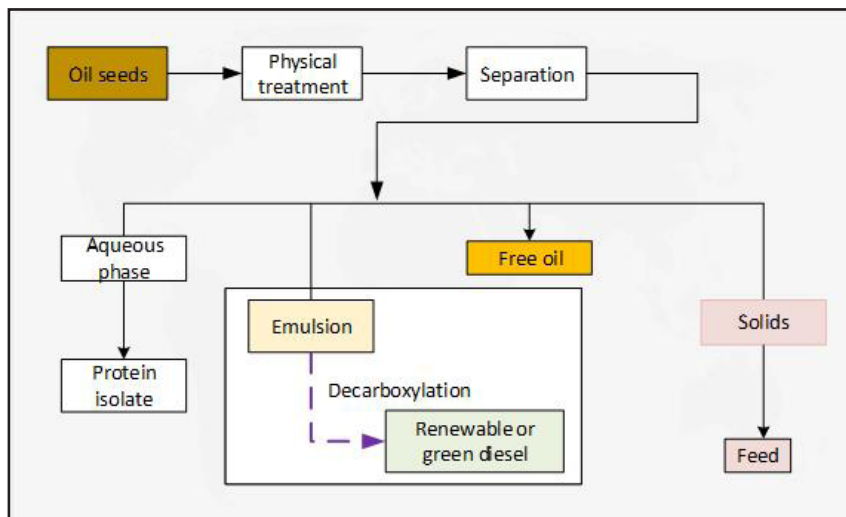 Oil seeds
Physical
treatment
Separation
Aqueous
phase
Free oil
Emulsion
Solids
Protein
isolate
Decarboxylation
Renewable or
green diesel
Feed